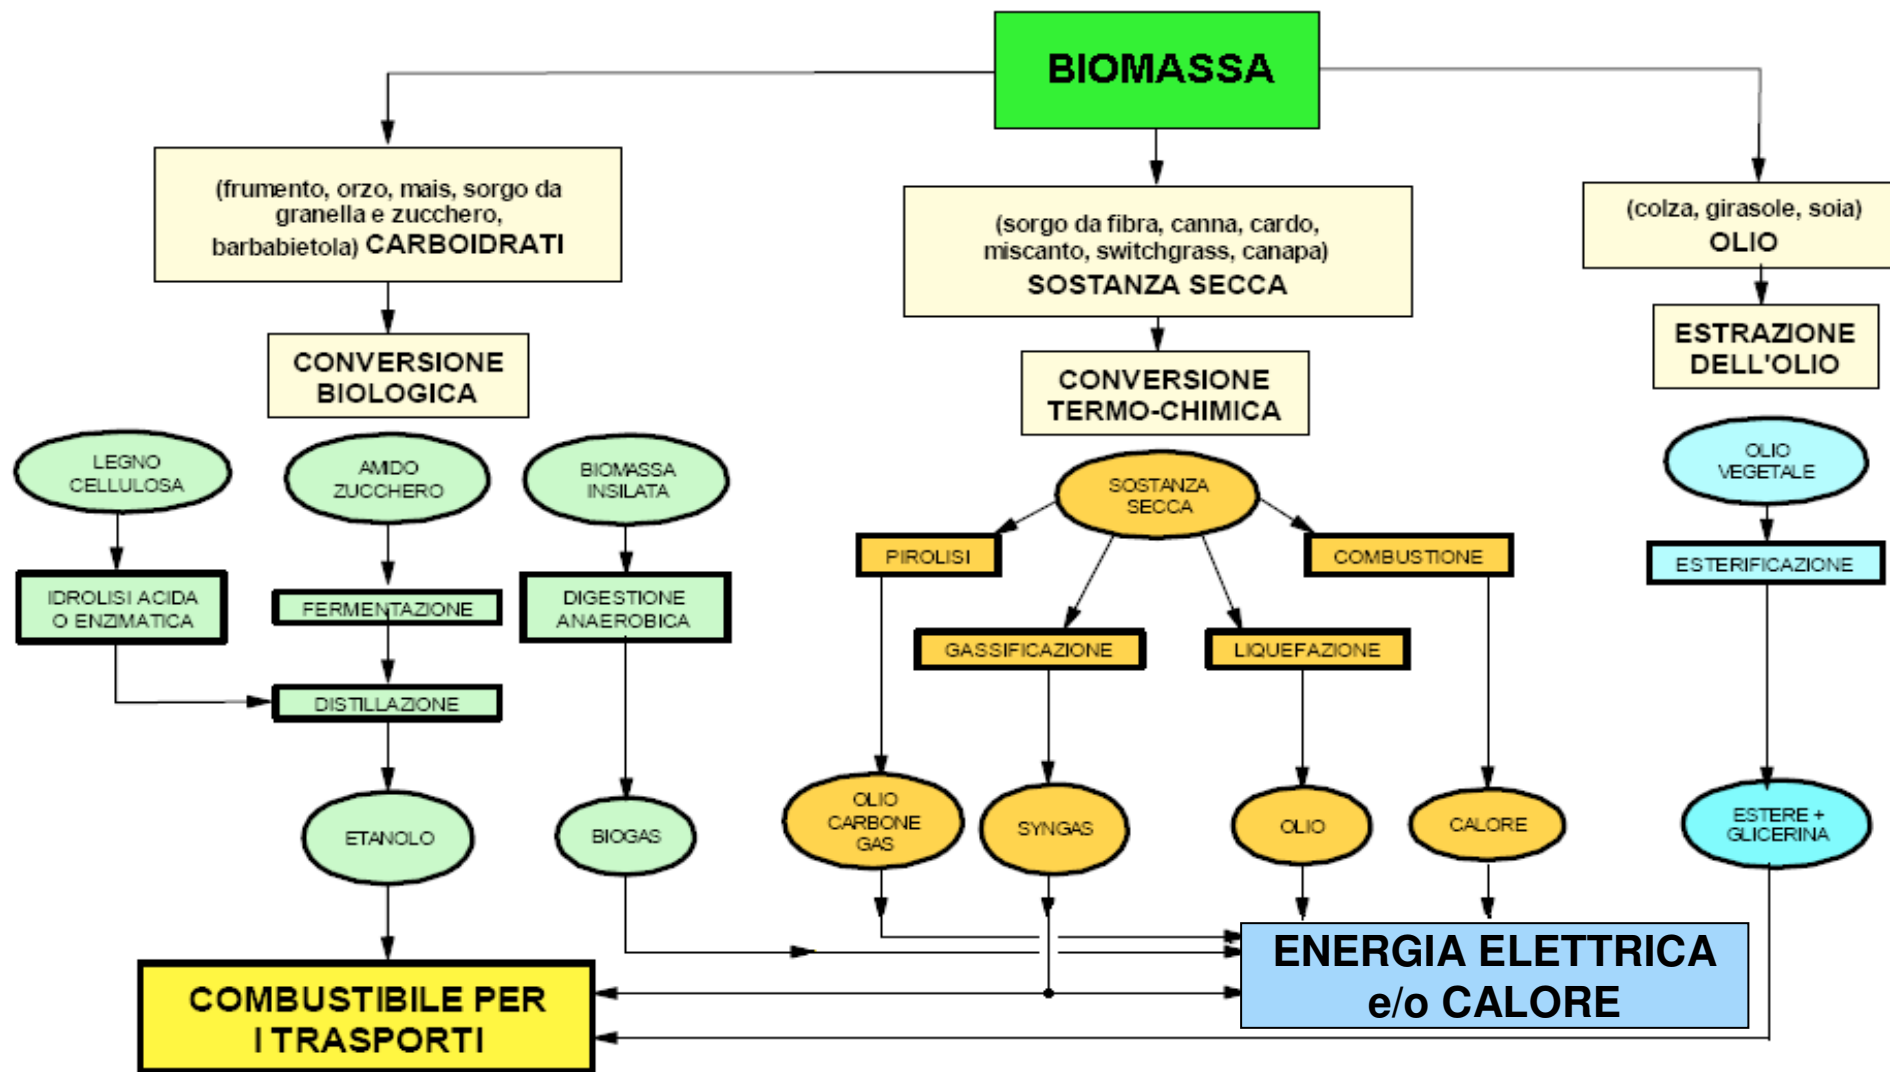 BIOMASSA
(frumento, orzo, mais, sorgo da
granella e zucchero,
barbabietola) CARBOIDRATI
(sorgo da fibra, canna, cardo,
miscanto, switchgrass, canapa)
SOSTANZA SECCA
(colza, girasole, soia)
OLIO
CONVERSIONE
BIOLOGICA
CONVERSIONE
TERMO-CHIMICA
ESTRAZIONE
DELL'OLIO
LEGNO
CELLULOSA
AMIDO
ZUCCHERO
BIOMASSA
INSILATA
SOSTANZA
SECCA
OLIO
VEGETALE
PIROLISI
COMBUSTIONE
ESTERIFICAZIONE
IDROLISI ACIDA
O ENZIMATICA
FERMENTAZIONE
DIGESTIONE
ANAEROBICA
GASSIFICAZIONE
LIQUEFAZIONE
DISTILLAZIONE
ETANOLO
BIOGAS
OLIO
CARBONE
GAS
SYNGAS
OLIO
CALORE
ESTERE +
GLICERINA
COMBUSTIBILE PER
I TRASPORTI
ENERGIA ELETTRICA
e/o CALORE